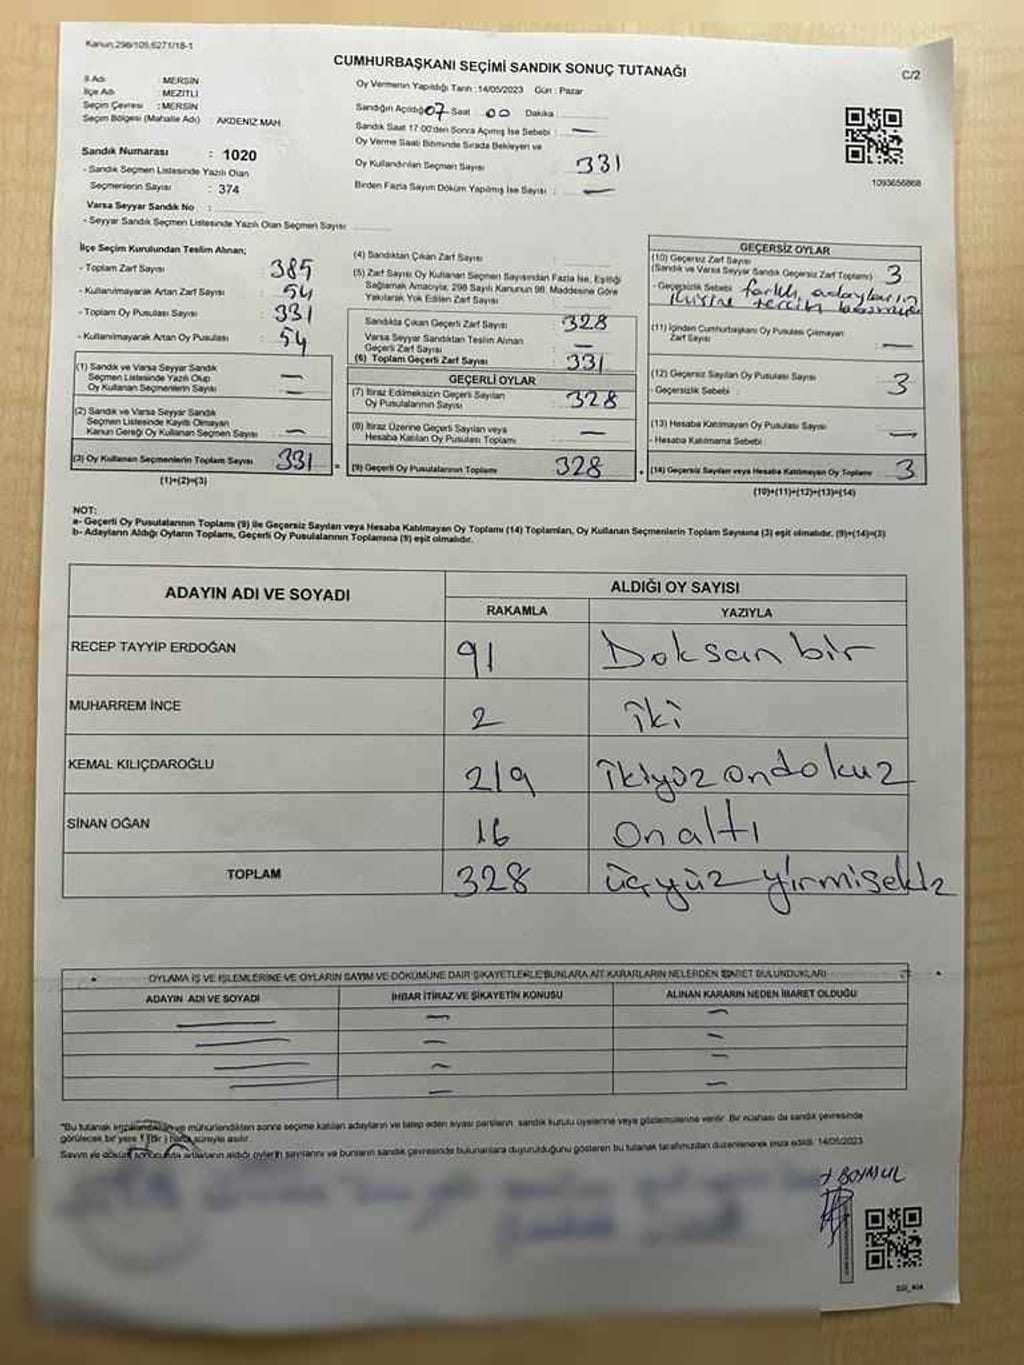 Kanun:298/109,6271/18-1
CUMHURBAŞKANI SEÇİMİ SANDIK SONUÇ TUTANAĞI
C/2
İl Adı : MERSİN
İlçe Adı : MEZİTLİ
Seçim Çevresi : MERSİN
Seçim Bölgesi (Mahalle Adı) : AKDENİZ MAH.
Sandık Numarası : 1020
- Sandık Seçmen Listesinde Yazılı Olan
Seçmenlerin Sayısı : 374
Varsa Seyyar Sandık No :
- Seyyar Sandık Seçmen Listesinde Yazılı Olan Seçmen Sayısı
Oy Vermenin Yapıldığı Tarih : 14/05/2023 Gün : Pazar
Sandığın Açıldığı 07 Saat 00 Dakika
Sandık Saat 17.00'den Sonra Açılmış İse Sebebi : —
Oy Verme Saati Bitiminde Sırada Bekleyen ve
Oy Kullandırılan Seçmen Sayısı 331
Birden Fazla Sayım Döküm Yapılmış İse Sayısı : —
1093656868
İlçe Seçim Kurulundan Teslim Alınan;
- Toplam Zarf Sayısı : 385
- Kullanılmayarak Artan Zarf Sayısı : 54
- Toplam Oy Pusulası Sayısı : 331
- Kullanılmayarak Artan Oy Pusulası : 54
(1) Sandık ve Varsa Seyyar Sandık
Seçmen Listesinde Yazılı Olup
Oy Kullanan Seçmenlerin Sayısı —
(2) Sandık ve Varsa Seyyar Sandık
Seçmen Listesinde Kayıtlı Olmayan
Kanun Gereği Oy Kullanan Seçmen Sayısı —
(3) Oy Kullanan Seçmenlerin Toplam Sayısı 331 =
(1)+(2)=(3)
(4) Sandıktan Çıkan Zarf Sayısı :
(5) Zarf Sayısı Oy Kullanan Seçmen Sayısından Fazla İse, Eşitliği
Sağlamak Amacıyla; 298 Sayılı Kanunun 98. Maddesine Göre
Yakılarak Yok Edilen Zarf Sayısı
Sandıkta Çıkan Geçerli Zarf Sayısı : 328
Varsa Seyyar Sandıktan Teslim Alınan
Geçerli Zarf Sayısı —
(6) Toplam Geçerli Zarf Sayısı : 331
GEÇERLİ OYLAR
(7) İtiraz Edilmeksizin Geçerli Sayılan
Oy Pusulalarının Sayısı : 328
(8) İtiraz Üzerine Geçerli Sayılan veya
Hesaba Katılan Oy Pusulası Toplamı : —
(9) Geçerli Oy Pusulalarının Toplamı 328 +
GEÇERSİZ OYLAR
(10) Geçersiz Zarf Sayısı
(Sandık ve Varsa Seyyar Sandık Geçersiz Zarf Toplamı) 3
- Geçersizlik Sebebi farklı adayların
ikisine tercih
(11) İçinden Cumhurbaşkanı Oy Pusulası Çıkmayan
Zarf Sayısı —
(12) Geçersiz Sayılan Oy Pusulası Sayısı 3
- Geçersizlik Sebebi :
(13) Hesaba Katılmayan Oy Pusulası Sayısı
- Hesaba Katılmama Sebebi : —
(14) Geçersiz Sayılan veya Hesaba Katılmayan Oy Toplamı 3
(10)+(11)+(12)+(13)=(14)
NOT:
a- Geçerli Oy Pusulalarının Toplamı (9) ile Geçersiz Sayılan veya Hesaba Katılmayan Oy Toplamı (14) Toplamları, Oy Kullanan Seçmenlerin Toplam Sayısına (3) eşit olmalıdır. (9)+(14)=(3)
b- Adayların Aldığı Oyların Toplamı, Geçerli Oy Pusulalarının Toplamına (9) eşit olmalıdır.
ADAYIN ADI VE SOYADI
ALDIĞI OY SAYISI
RAKAMLA YAZIYLA
RECEP TAYYİP ERDOĞAN 91 Doksan bir
MUHARREM İNCE 2 iki
KEMAL KILIÇDAROĞLU 219 ikiyüz ondokuz
SİNAN OĞAN 16 on altı
TOPLAM 328 üçyüz yirmisekiz
OYLAMA İŞ VE İŞLEMLERİNE VE OYLARIN SAYIM VE DÖKÜMÜNE DAİR ŞİKAYETLERLE BUNLARA AİT KARARLARIN NELERDEN İBARET BULUNDUKLARI
ADAYIN ADI VE SOYADI İHBAR İTİRAZ VE ŞİKAYETİN KONUSU ALINAN KARARIN NEDEN İBARET OLDUĞU
— — —
— — —
— — —
— — —
"Bu tutanak imzalandıktan ve mühürlendikten sonra seçime katılan adayların ve talep eden siyasi partilerin sandık kurulu üyelerine veya gözlemcilerine verilir. Bir nüshası da sandık çevresinde
görülecek bir yere 1 (Bir) hafta süreyle asılır.
Sayım ve döküm sonucunda adayların aldığı oyların sayılarını ve bunların sandık çevresinde bulunanlara duyurulduğunu gösteren bu tutanak tarafımızdan düzenlenerek imza edildi. 14/05/2023